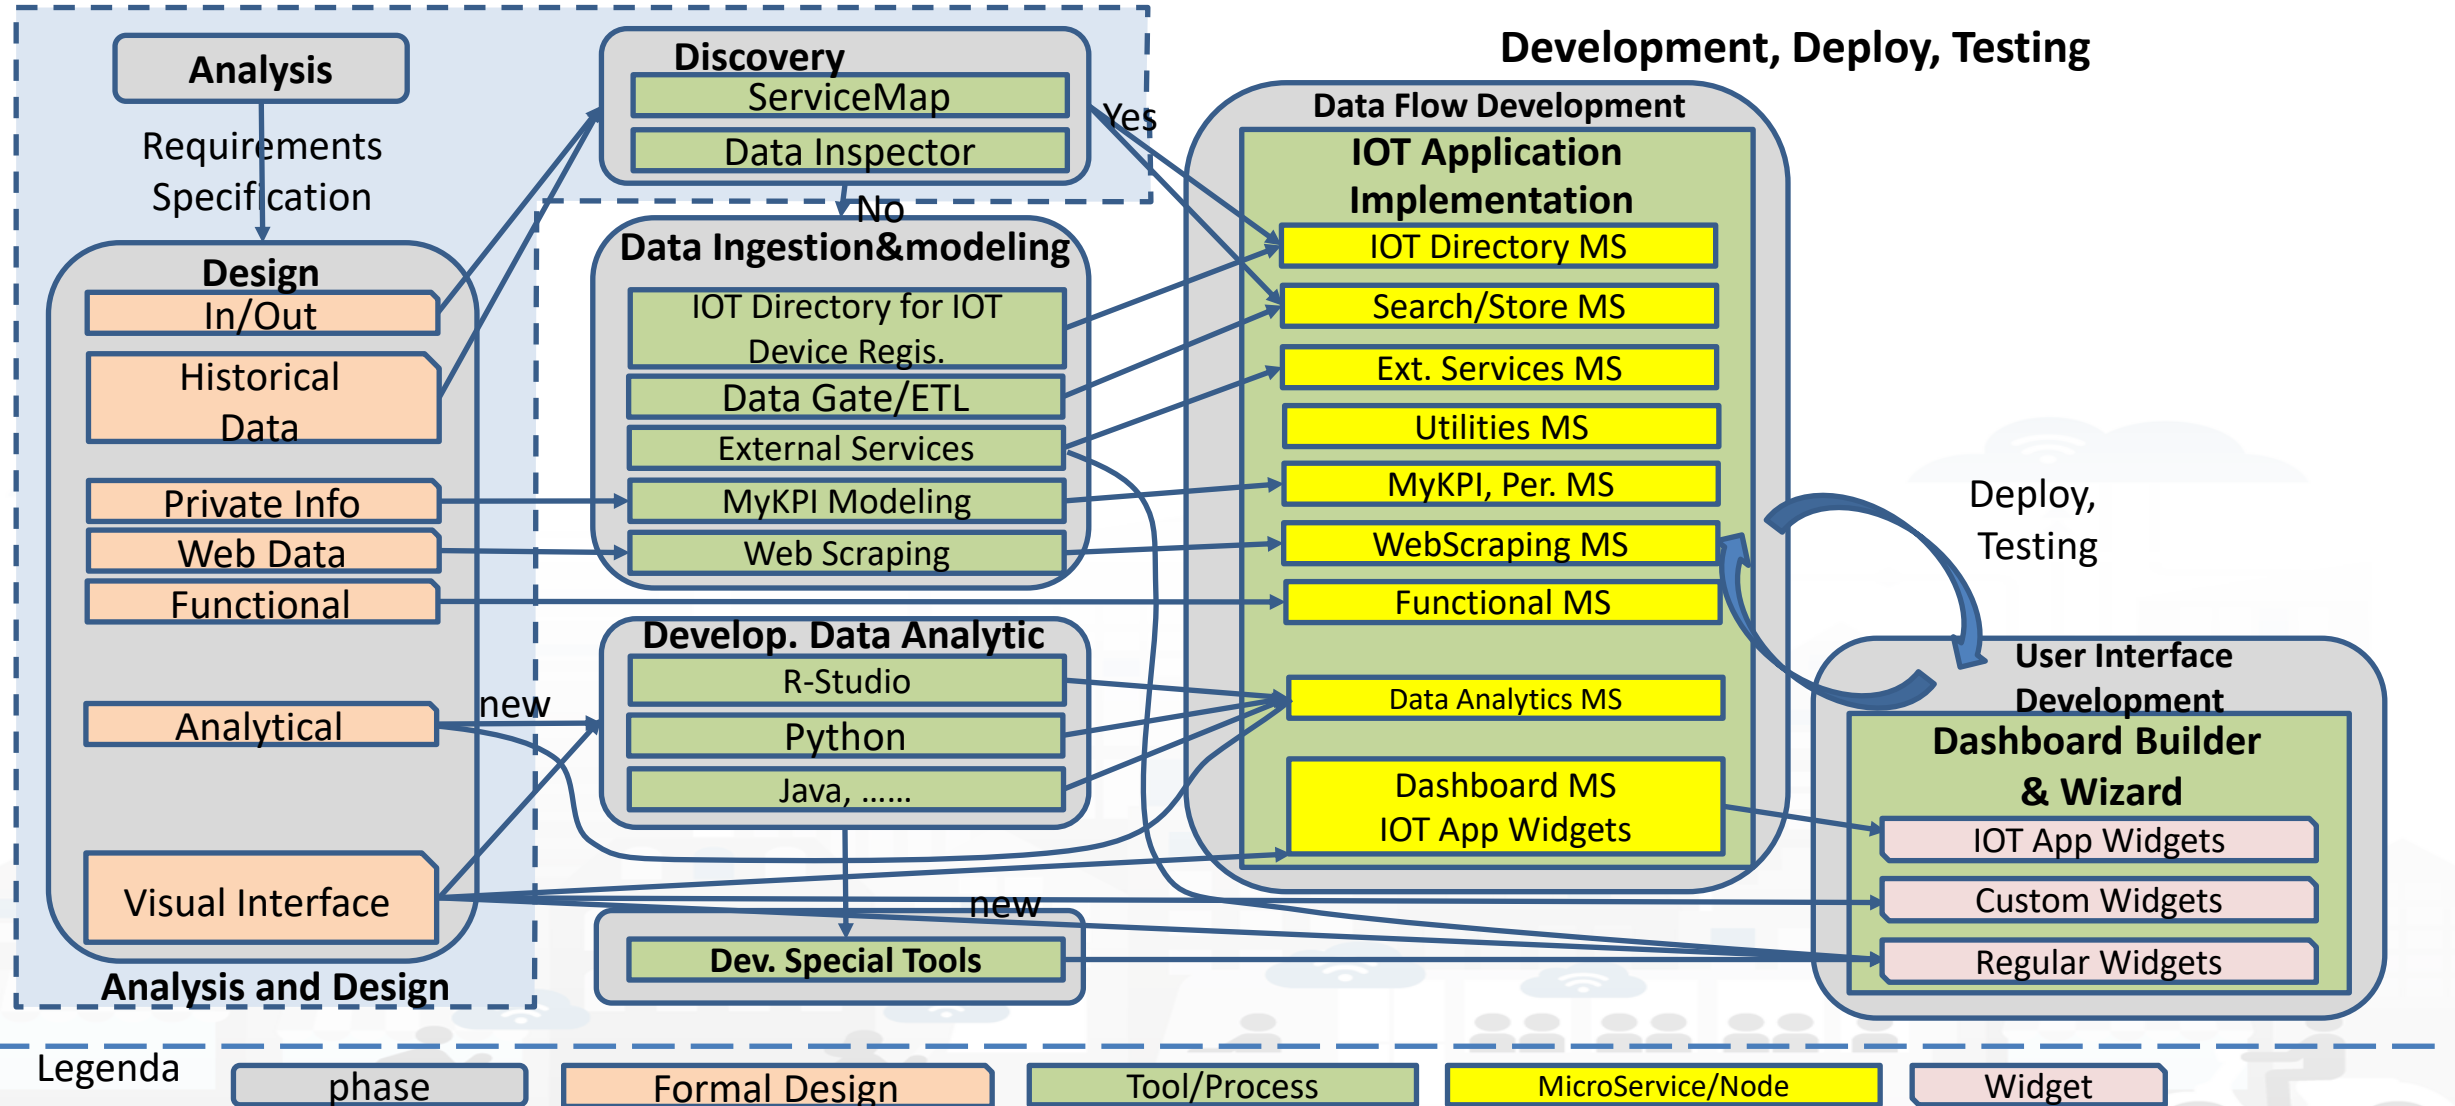 Analysis
Requirements
Specification
Design
In/Out
Historical
Data
Private Info
Web Data
Functional
Analytical
Visual Interface
Analysis and Design
new
Discovery
ServiceMap
Data Inspector
Yes
No
Data Ingestion&modeling
IOT Directory for IOT
Device Regis.
Data Gate/ETL
External Services
MyKPI Modeling
Web Scraping
Develop. Data Analytic
R-Studio
Python
Java, ......
new
Dev. Special Tools
Development, Deploy, Testing
Data Flow Development
IOT Application
Implementation
IOT Directory MS
Search/Store MS
Ext. Services MS
Utilities MS
MyKPI, Per. MS
WebScraping MS
Functional MS
Data Analytics MS
Dashboard MS
IOT App Widgets
Deploy,
Testing
User Interface
Development
Dashboard Builder
& Wizard
IOT App Widgets
Custom Widgets
Regular Widgets
Legenda
phase
Formal Design
Tool/Process
MicroService/Node
Widget